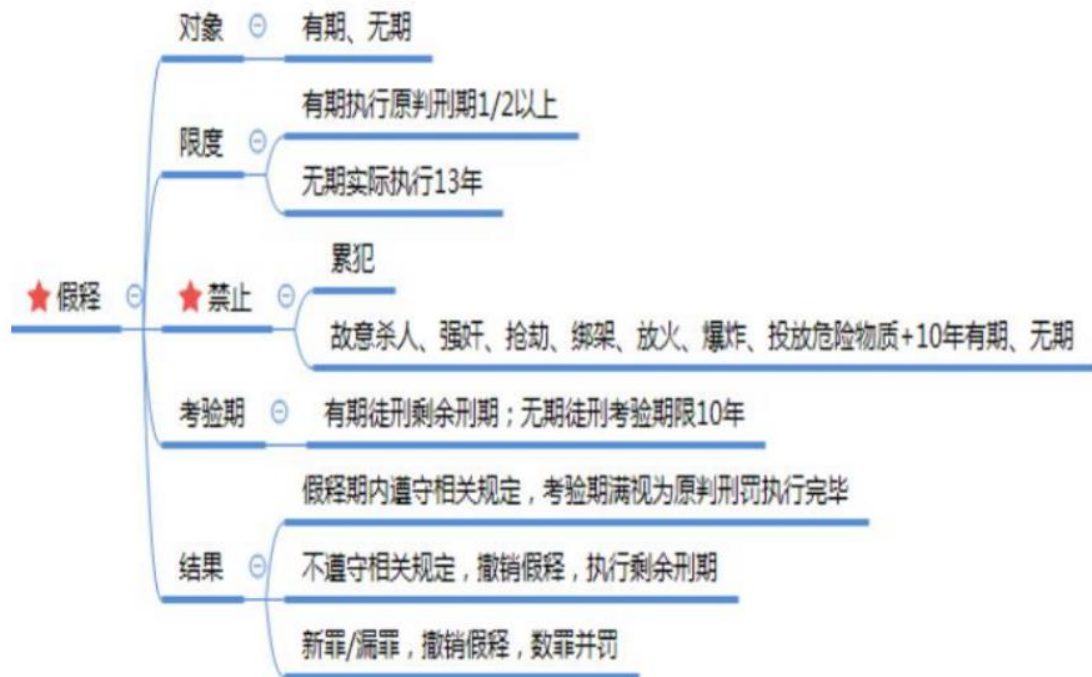 对象
有期、无期
有期执行原判刑期1/2以上
限度
无期实际执行13年
累犯
假释
禁止
故意杀人、强奸、抢劫、绑架、放火、爆炸、投放危险物质+10年有期、无期
考验期
有期徒刑剩余刑期；无期徒刑考验期限10年
假释期内遵守相关规定，考验期满视为原判刑罚执行完毕
结果
不遵守相关规定，撤销假释，执行剩余刑期
新罪/漏罪，撤销假释，数罪并罚